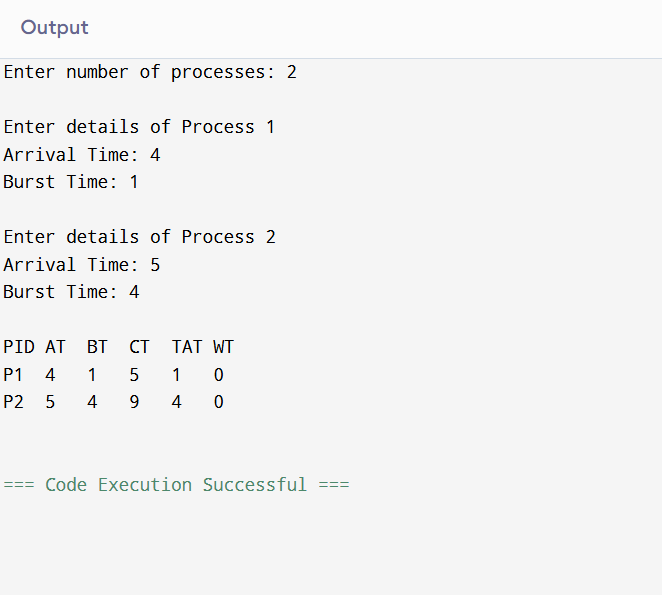 Output
Enter number of processes: 2
Enter details of Process 1
Arrival Time: 4
Burst Time: 1
Enter details of Process 2
Arrival Time: 5
Burst Time: 4
PID AT  BT  CT  TAT WT
P1  4   1   5   1   0
P2  5   4   9   4   0
=== Code Execution Successful ===